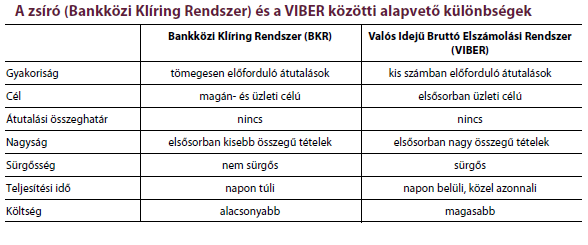 A zsíró (Bankközi Klíring Rendszer) és a VIBER közötti alapvető különbségek
Bankközi Klíring Rendszer (BKR) Valós Idejű Bruttó Elszámolási Rendszer
(VIBER)
Gyakoriság tömegesen előforduló átutalások kis számban előforduló átutalások
Cél magán- és üzleti célú elsősorban üzleti célú
Átutalási összeghatár nincs nincs
Nagyság elsősorban kisebb összegű tételek elsősorban nagy összegű tételek
Sürgősség nem sürgős sürgős
Teljesítési idő napon túli napon belüli, közel azonnali
Költség alacsonyabb magasabb